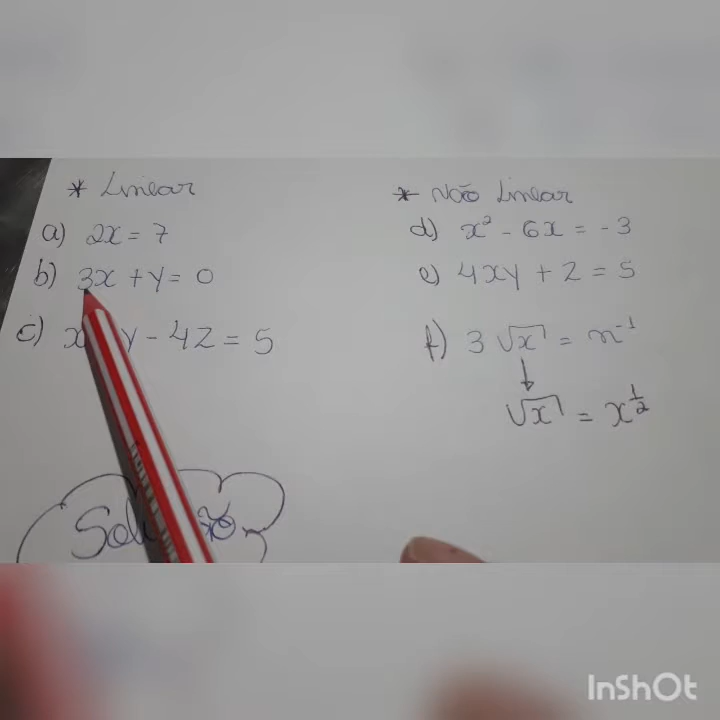 * Linear
a) 2x = 7
b) 3x + y = 0
c) x y - 4z = 5
* Não Linear
d) x² - 6x = -3
e) 4xy + z = 5
f) 3 √x = n⁻¹
↓
√x = x^½
InShOt